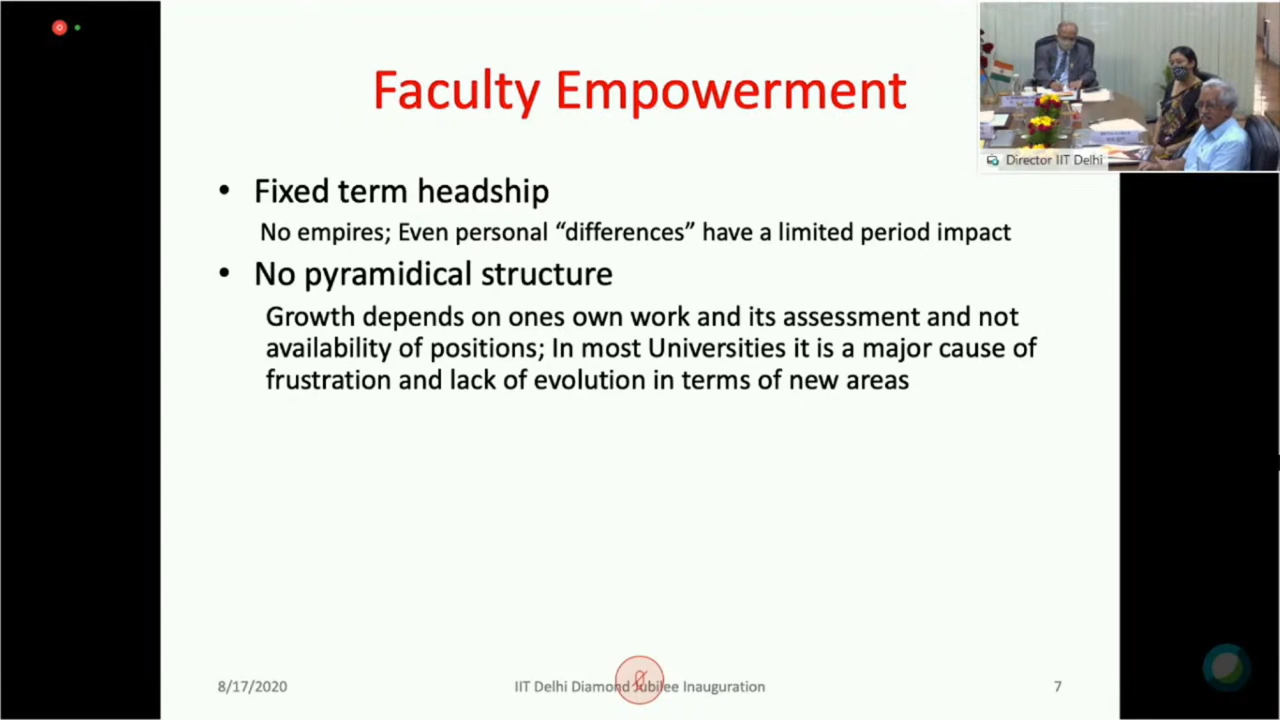 Faculty Empowerment
Director IIT Delhi
• Fixed term headship
No empires; Even personal “differences” have a limited period impact
• No pyramidical structure
Growth depends on ones own work and its assessment and not
availability of positions; In most Universities it is a major cause of
frustration and lack of evolution in terms of new areas
8/17/2020
IIT Delhi Diamond Jubilee Inauguration
7